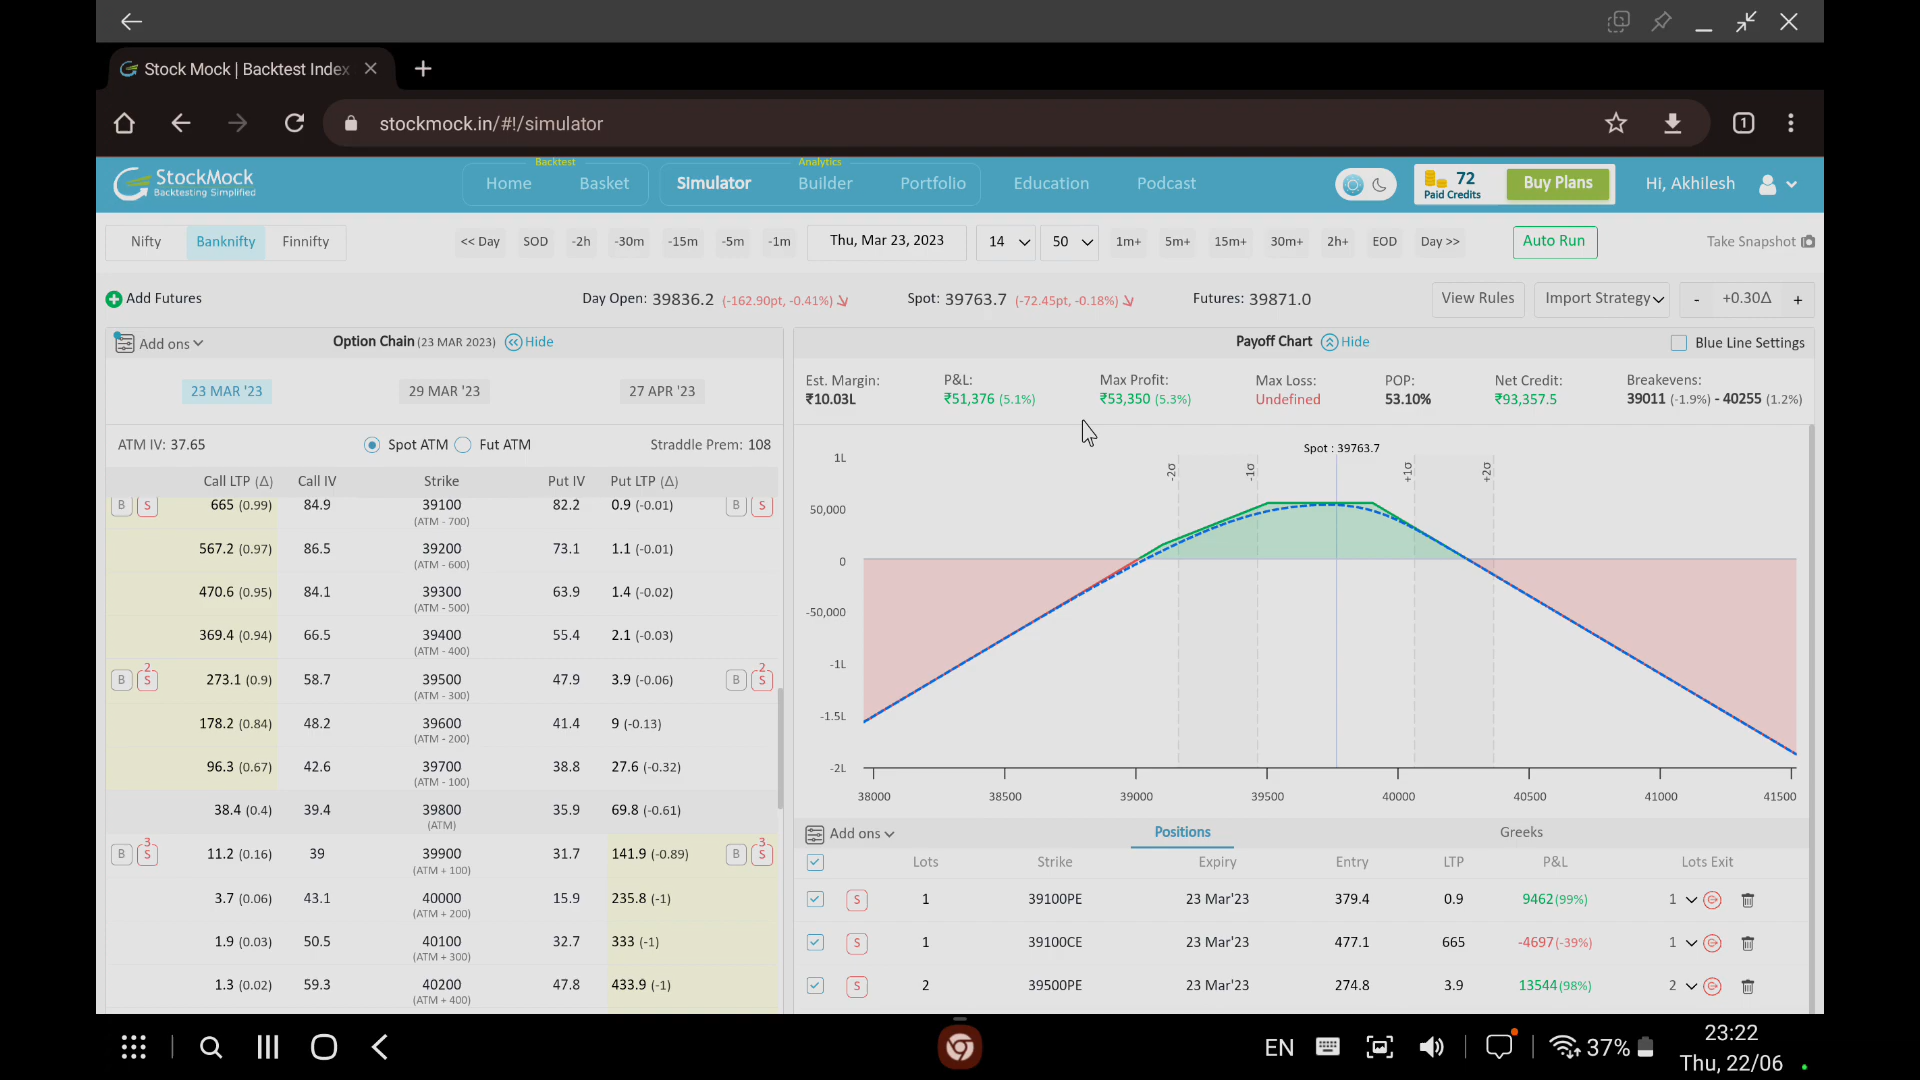 Stock Mock | Backtest Index
stockmock.in/#!/simulator
1
StockMock
Backtesting Simplified
Backtest
Home Basket
Analytics
Simulator Builder Portfolio
Education Podcast
72
Paid Credits
Buy Plans
Hi, Akhilesh
Nifty Banknifty Finnifty
<< Day SOD -2h -30m -15m -5m -1m Thu, Mar 23, 2023 14 50 1m+ 5m+ 15m+ 30m+ 2h+ EOD Day >>
Auto Run
Take Snapshot
Add Futures
Day Open: 39836.2 (-162.90pt, -0.41%) Spot: 39763.7 (-72.45pt, -0.18%) Futures: 39871.0
View Rules Import Strategy - +0.30Δ +
Add ons Option Chain (23 MAR 2023) Hide
23 MAR '23 29 MAR '23 27 APR '23
ATM IV: 37.65 Spot ATM Fut ATM Straddle Prem: 108
Call LTP (Δ) Call IV Strike Put IV Put LTP (Δ)
B S 665 (0.99) 84.9 39100 82.2 0.9 (-0.01) B S
(ATM - 700)
567.2 (0.97) 86.5 39200 73.1 1.1 (-0.01)
(ATM - 600)
470.6 (0.95) 84.1 39300 63.9 1.4 (-0.02)
(ATM - 500)
369.4 (0.94) 66.5 39400 55.4 2.1 (-0.03)
(ATM - 400)
2 2
B S 273.1 (0.9) 58.7 39500 47.9 3.9 (-0.06) B S
(ATM - 300)
178.2 (0.84) 48.2 39600 41.4 9 (-0.13)
(ATM - 200)
96.3 (0.67) 42.6 39700 38.8 27.6 (-0.32)
(ATM - 100)
38.4 (0.4) 39.4 39800 35.9 69.8 (-0.61)
(ATM)
3 3
B S 11.2 (0.16) 39 39900 31.7 141.9 (-0.89) B S
(ATM + 100)
3.7 (0.06) 43.1 40000 15.9 235.8 (-1)
(ATM + 200)
1.9 (0.03) 50.5 40100 32.7 333 (-1)
(ATM + 300)
1.3 (0.02) 59.3 40200 47.8 433.9 (-1)
(ATM + 400)
Payoff Chart Hide
Blue Line Settings
Est. Margin: P&L: Max Profit: Max Loss: POP: Net Credit: Breakevens:
₹10.03L ₹51,376 (5.1%) ₹53,350 (5.3%) Undefined 53.10% ₹93,357.5 39011 (-1.9%) - 40255 (1.2%)
Spot : 39763.7
-2σ -1σ +1σ +2σ
1L
50,000
0
-50,000
-1L
-1.5L
-2L
38000 38500 39000 39500 40000 40500 41000 41500
Add ons Positions Greeks
Lots Strike Expiry Entry LTP P&L Lots Exit
S 1 39100PE 23 Mar'23 379.4 0.9 9462(99%) 1
S 1 39100CE 23 Mar'23 477.1 665 -4697(-39%) 1
S 2 39500PE 23 Mar'23 274.8 3.9 13544(98%) 2
EN
37%
23:22
Thu, 22/06